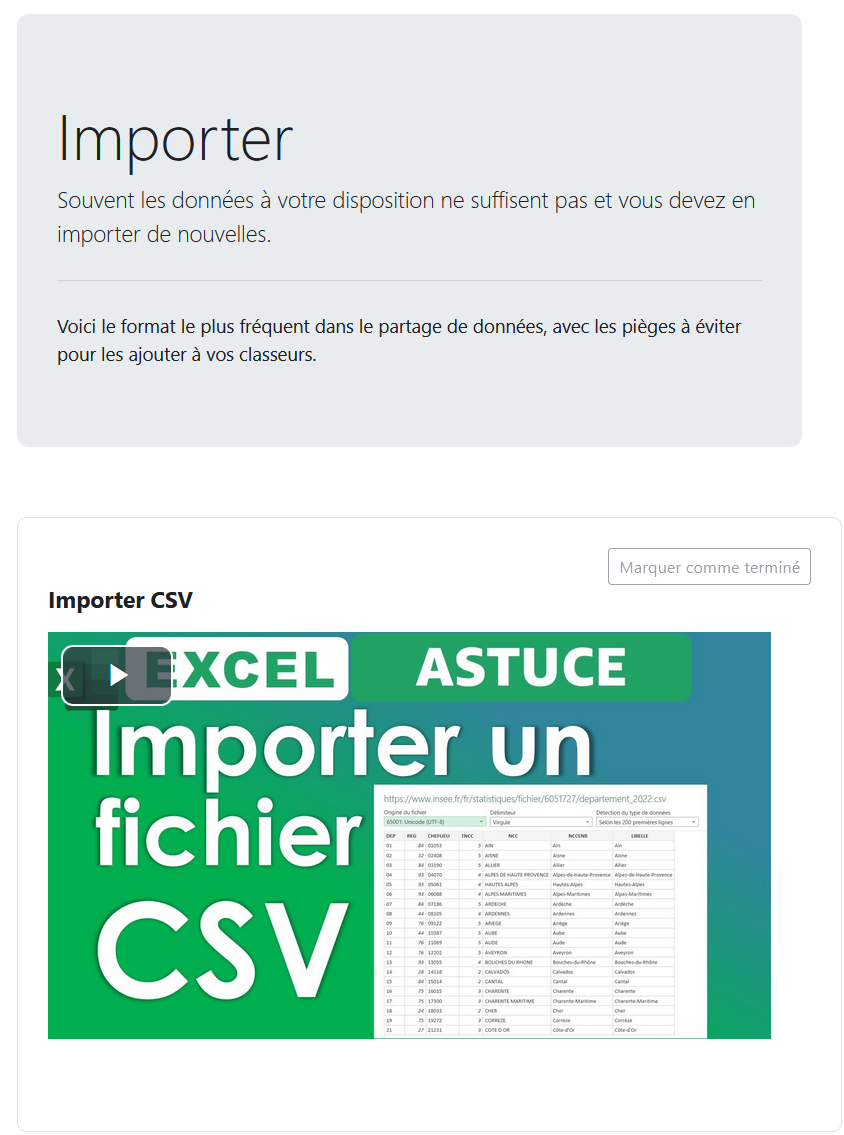 Importer
Souvent les données à votre disposition ne suffisent pas et vous devez en
importer de nouvelles.
Voici le format le plus fréquent dans le partage de données, avec les pièges à éviter
pour les ajouter à vos classeurs.
Marquer comme terminé
Importer CSV
X EXCEL ASTUCE
Importer un
fichier
CSV
https://www.insee.fr/fr/statistiques/fichier/6051727/departement_2022.csv
Origine du fichier Délimiteur Détection du type de données
65001: Unicode (UTF-8) Virgule Selon les 200 premières lignes
DEP REG CHEFLIEU TNCC NCC NCCENR LIBELLE
01 84 01053 5 AIN Ain Ain
02 32 02408 5 AISNE Aisne Aisne
03 84 03190 5 ALLIER Allier Allier
04 93 04070 4 ALPES DE HAUTE PROVENCE Alpes-de-Haute-Provence Alpes-de-Haute-Provence
05 93 05061 4 HAUTES ALPES Hautes-Alpes Hautes-Alpes
06 93 06088 4 ALPES MARITIMES Alpes-Maritimes Alpes-Maritimes
07 84 07186 5 ARDECHE Ardèche Ardèche
08 44 08105 4 ARDENNES Ardennes Ardennes
09 76 09122 5 ARIEGE Ariège Ariège
10 44 10387 5 AUBE Aube Aube
11 76 11069 5 AUDE Aude Aude
12 76 12202 5 AVEYRON Aveyron Aveyron
13 93 13055 4 BOUCHES DU RHONE Bouches-du-Rhône Bouches-du-Rhône
14 28 14118 2 CALVADOS Calvados Calvados
15 84 15014 2 CANTAL Cantal Cantal
16 75 16015 3 CHARENTE Charente Charente
17 75 17300 3 CHARENTE MARITIME Charente-Maritime Charente-Maritime
18 24 18033 2 CHER Cher Cher
19 75 19272 3 CORREZE Corrèze Corrèze
21 27 21231 3 COTE D OR Côte-d'Or Côte-d'Or